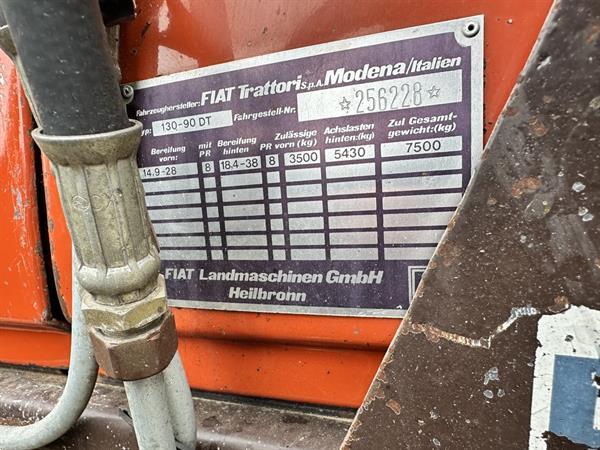 Fahrzeughersteller: FIAT Trattori S.p.A. Modena/Italien
Typ: 130-90 DT Fahrgestell-Nr. ☆256228☆
Bereifung vorn: mit PR Bereifung hinten Zulässige Achslasten PR vorn:(kg) hinten:(kg) Zul Gesamt-gewicht:(kg)
14.9-28 8 18.4-38 8 3500 5430 7500
FIAT Landmaschinen GmbH
Heilbronn